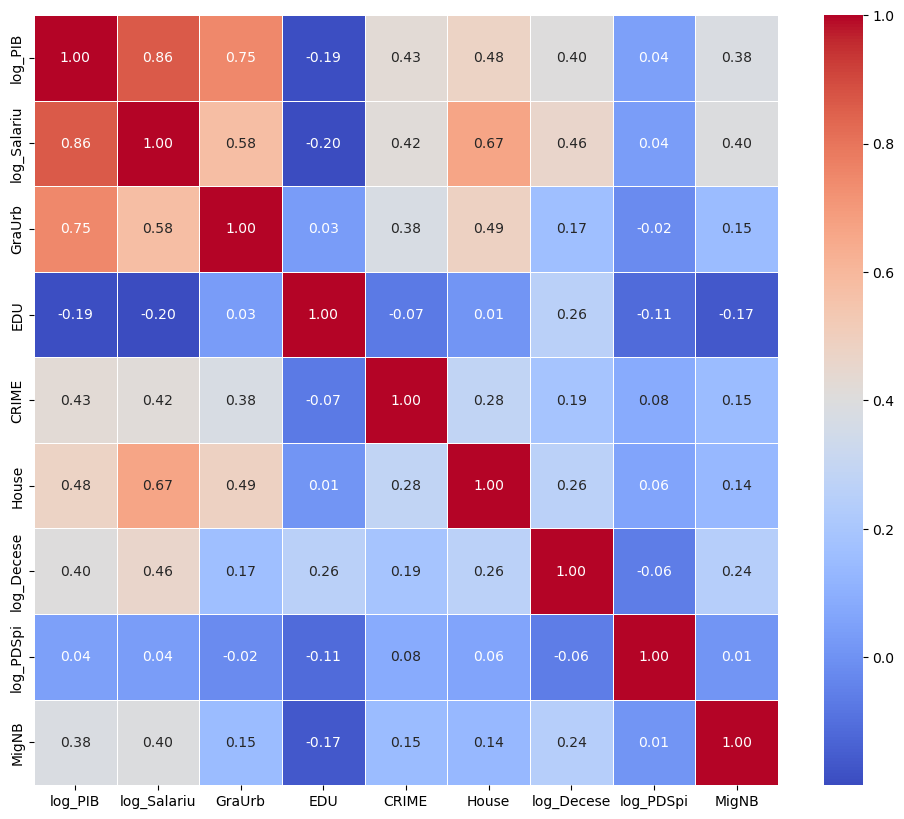 log_PIB 1.00 0.86 0.75 -0.19 0.43 0.48 0.40 0.04 0.38
log_Salariu 0.86 1.00 0.58 -0.20 0.42 0.67 0.46 0.04 0.40
GraUrb 0.75 0.58 1.00 0.03 0.38 0.49 0.17 -0.02 0.15
EDU -0.19 -0.20 0.03 1.00 -0.07 0.01 0.26 -0.11 -0.17
CRIME 0.43 0.42 0.38 -0.07 1.00 0.28 0.19 0.08 0.15
House 0.48 0.67 0.49 0.01 0.28 1.00 0.26 0.06 0.14
log_Decese 0.40 0.46 0.17 0.26 0.19 0.26 1.00 -0.06 0.24
log_PDSpi 0.04 0.04 -0.02 -0.11 0.08 0.06 -0.06 1.00 0.01
MigNB 0.38 0.40 0.15 -0.17 0.15 0.14 0.24 0.01 1.00
log_PIB log_Salariu GraUrb EDU CRIME House log_Decese log_PDSpi MigNB
1.0
0.8
0.6
0.4
0.2
0.0